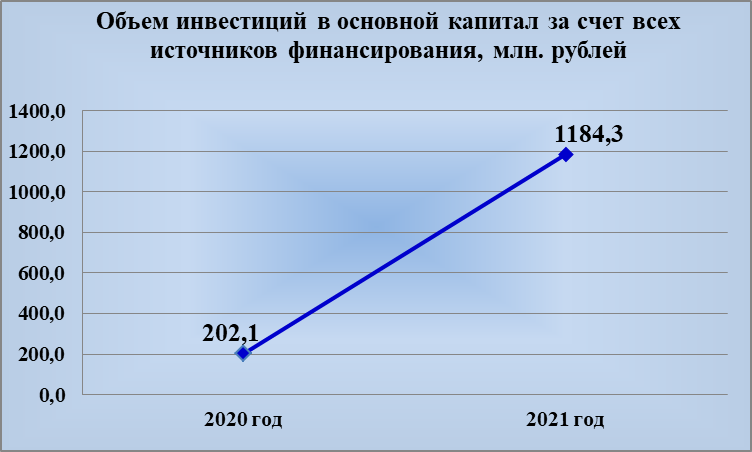 Объем инвестиций в основной капитал за счет всех
источников финансирования, млн. рублей
1400,0
1200,0
1000,0
800,0
600,0
400,0
200,0
0,0
202,1
1184,3
2020 год
2021 год